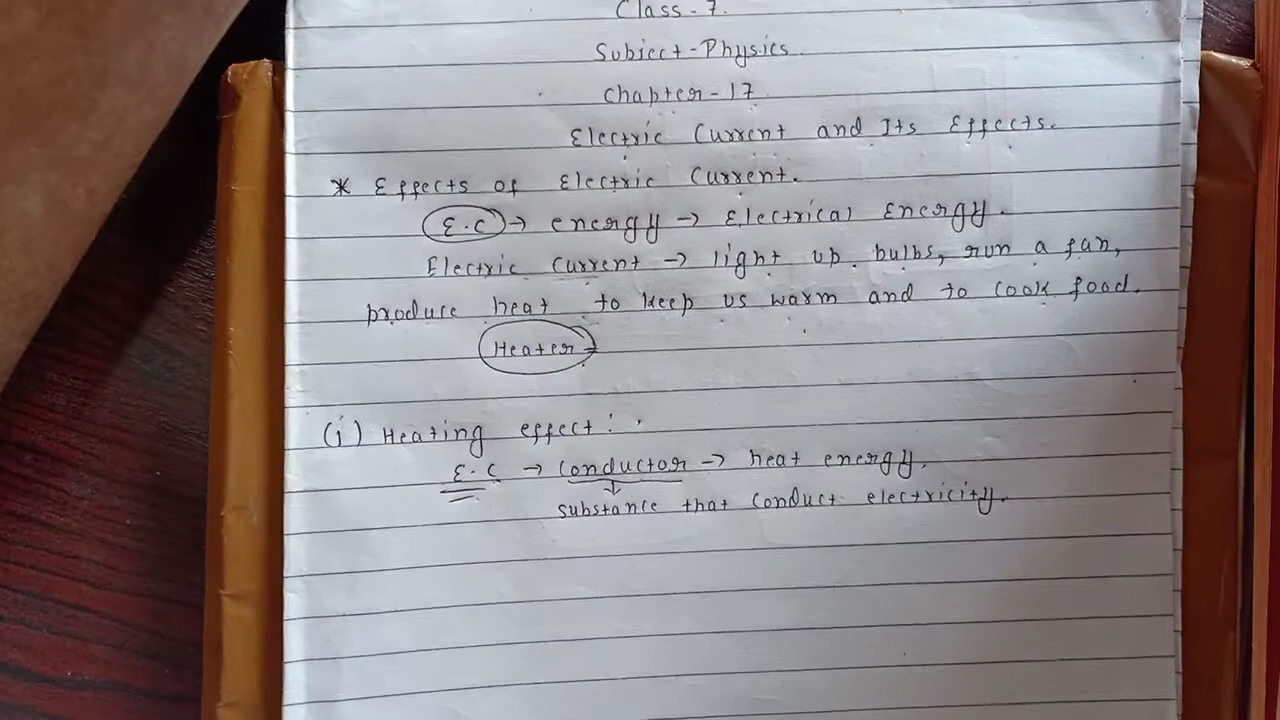 Class - 7.
Subject - Physics.
Chapter - 17
Electric Current and Its Effects.
* Effects of Electric Current.
E.C → energy → Electrical Energy.
Electric Current → light up bulbs, run a fan,
produce heat to keep us warm and to cook food.
Heater
(i) Heating effect:
E.C → Conductor → heat energy.
↓
substance that conduct electricity.